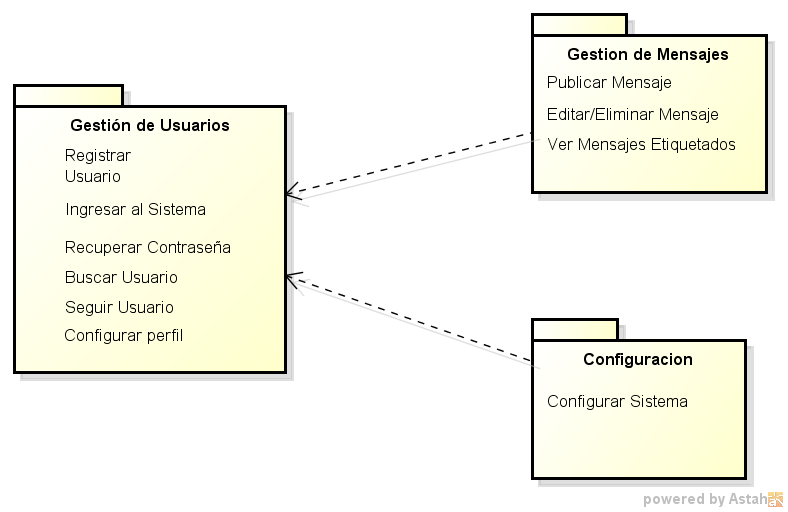 Gestión de Usuarios
Registrar
Usuario
Ingresar al Sistema
Recuperar Contraseña
Buscar Usuario
Seguir Usuario
Configurar perfil
Gestion de Mensajes
Publicar Mensaje
Editar/Eliminar Mensaje
Ver Mensajes Etiquetados
Configuracion
Configurar Sistema
powered by Astah